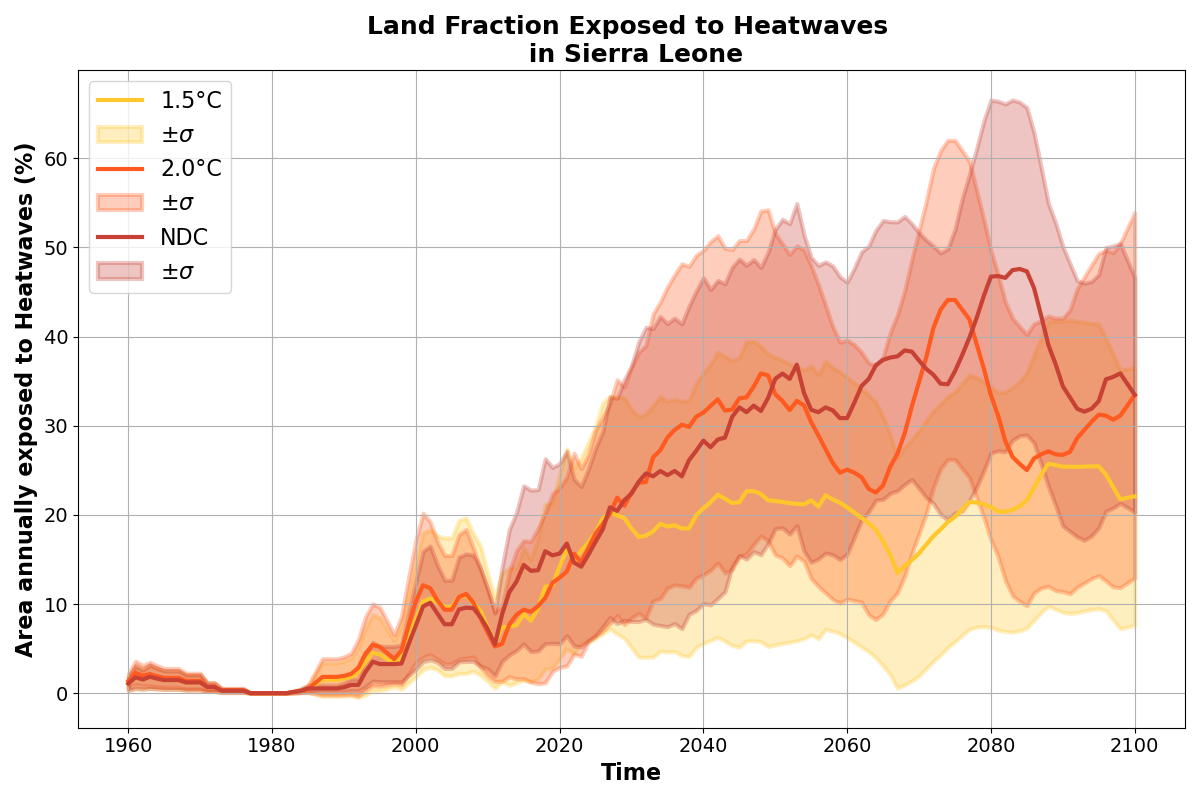 Land Fraction Exposed to Heatwaves
in Sierra Leone
1.5°C
±σ
2.0°C
±σ
NDC
±σ
Area annually exposed to Heatwaves (%)
60
50
40
30
20
10
0
1960 1980 2000 2020 2040 2060 2080 2100
Time